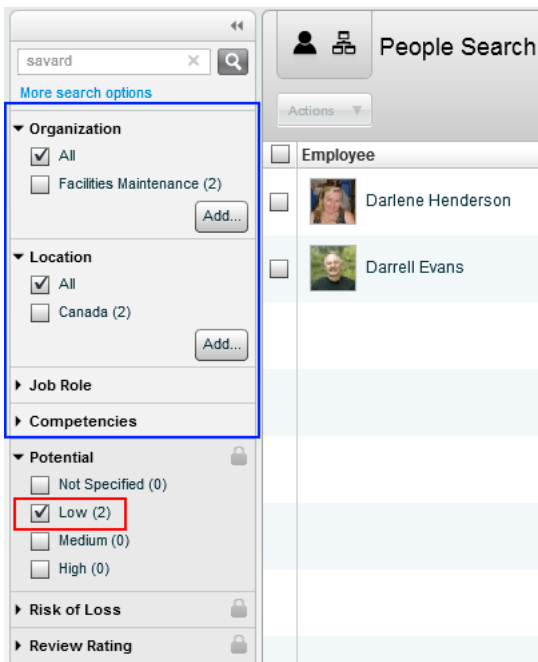 savard
More search options
Organization
All
Facilities Maintenance (2)
Add...
Location
All
Canada (2)
Add...
Job Role
Competencies
Potential
Not Specified (0)
Low (2)
Medium (0)
High (0)
Risk of Loss
Review Rating
People Search
Actions
Employee
Darlene Henderson
Darrell Evans